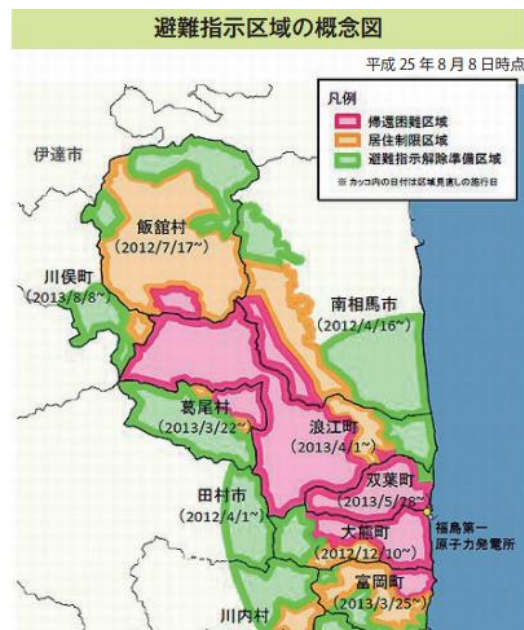 避難指示区域の概念図
平成25年8月8日時点
凡例
帰還困難区域
居住制限区域
避難指示解除準備区域
※ カッコ内の日付は区域見直しの施行日
伊達市
飯舘村
(2012/7/17~)
川俣町
(2013/8/8~)
南相馬市
(2012/4/16~)
葛尾村
(2013/3/22~)
浪江町
(2013/4/1~)
双葉町
(2013/5/28~)
田村市
(2012/4/1~)
大熊町
(2012/12/10~)
福島第一
原子力発電所
富岡町
(2013/3/25~)
川内村